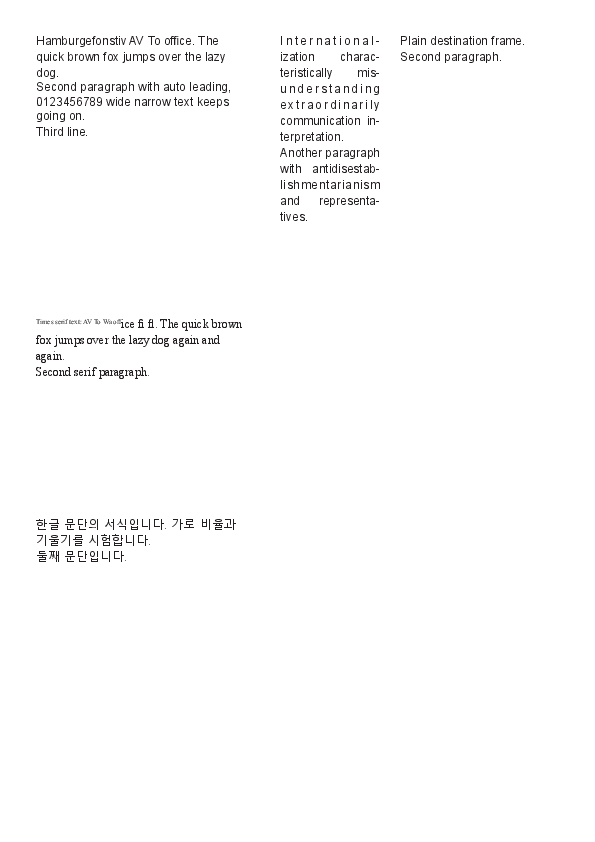 Hamburgefonstiv AV To office. The
quick brown fox jumps over the lazy
dog.
Second paragraph with auto leading,
0123456789 wide narrow text keeps
going on.
Third line.
International-
ization charac-
teristically mis-
understanding
extraordinarily
communication in-
terpretation.
Another paragraph
with antidisestab-
lishmentarianism
and representa-
tives.
Plain destination frame.
Second paragraph.
Times serif text: AV To Wa office fi fl. The quick brown
fox jumps over the lazy dog again and
again.
Second serif paragraph.
한글 문단의 서식입니다. 가로 비율과
기울기를 시험합니다.
둘째 문단입니다.